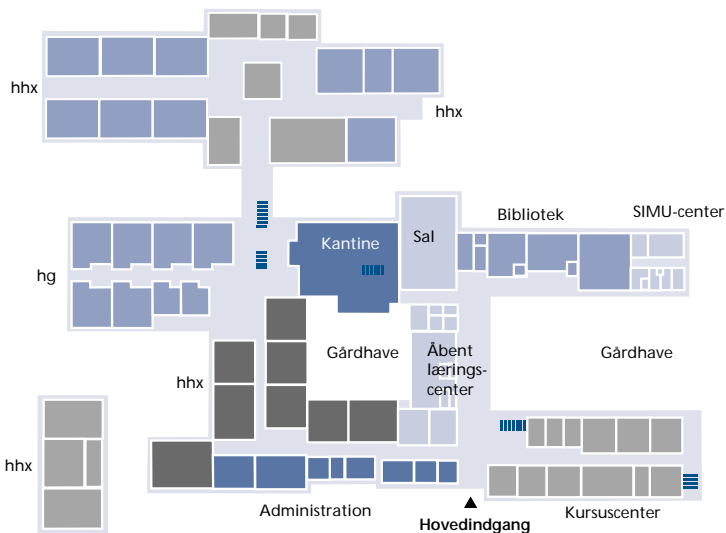 hhx
hhx
Bibliotek
SIMU-center
Kantine
Sal
hg
Gårdhave
Åbent
lærings-
center
Gårdhave
hhx
hhx
Administration
Hovedindgang
Kursuscenter